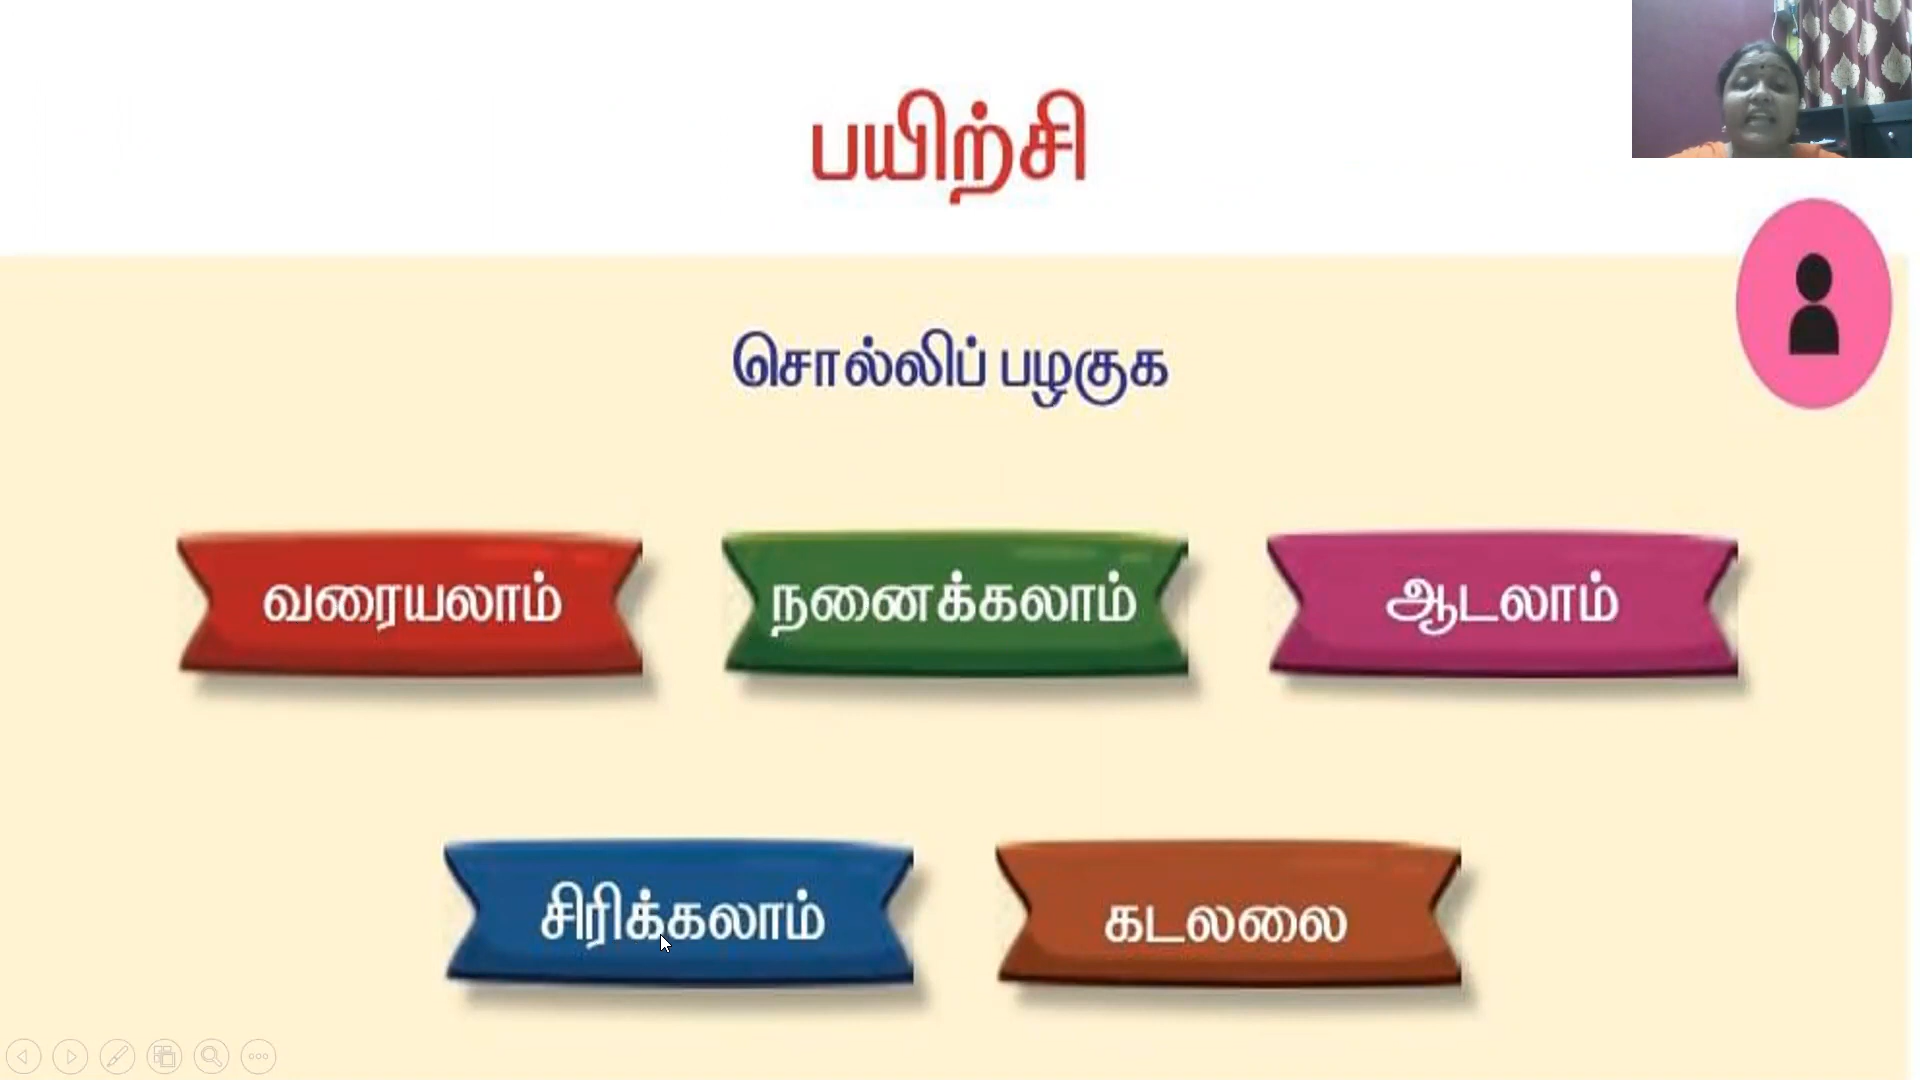 பயிற்சி
சொல்லிப் பழகுக
வரையலாம் நனைக்கலாம் ஆடலாம்
சிரிக்கலாம் கடலலை